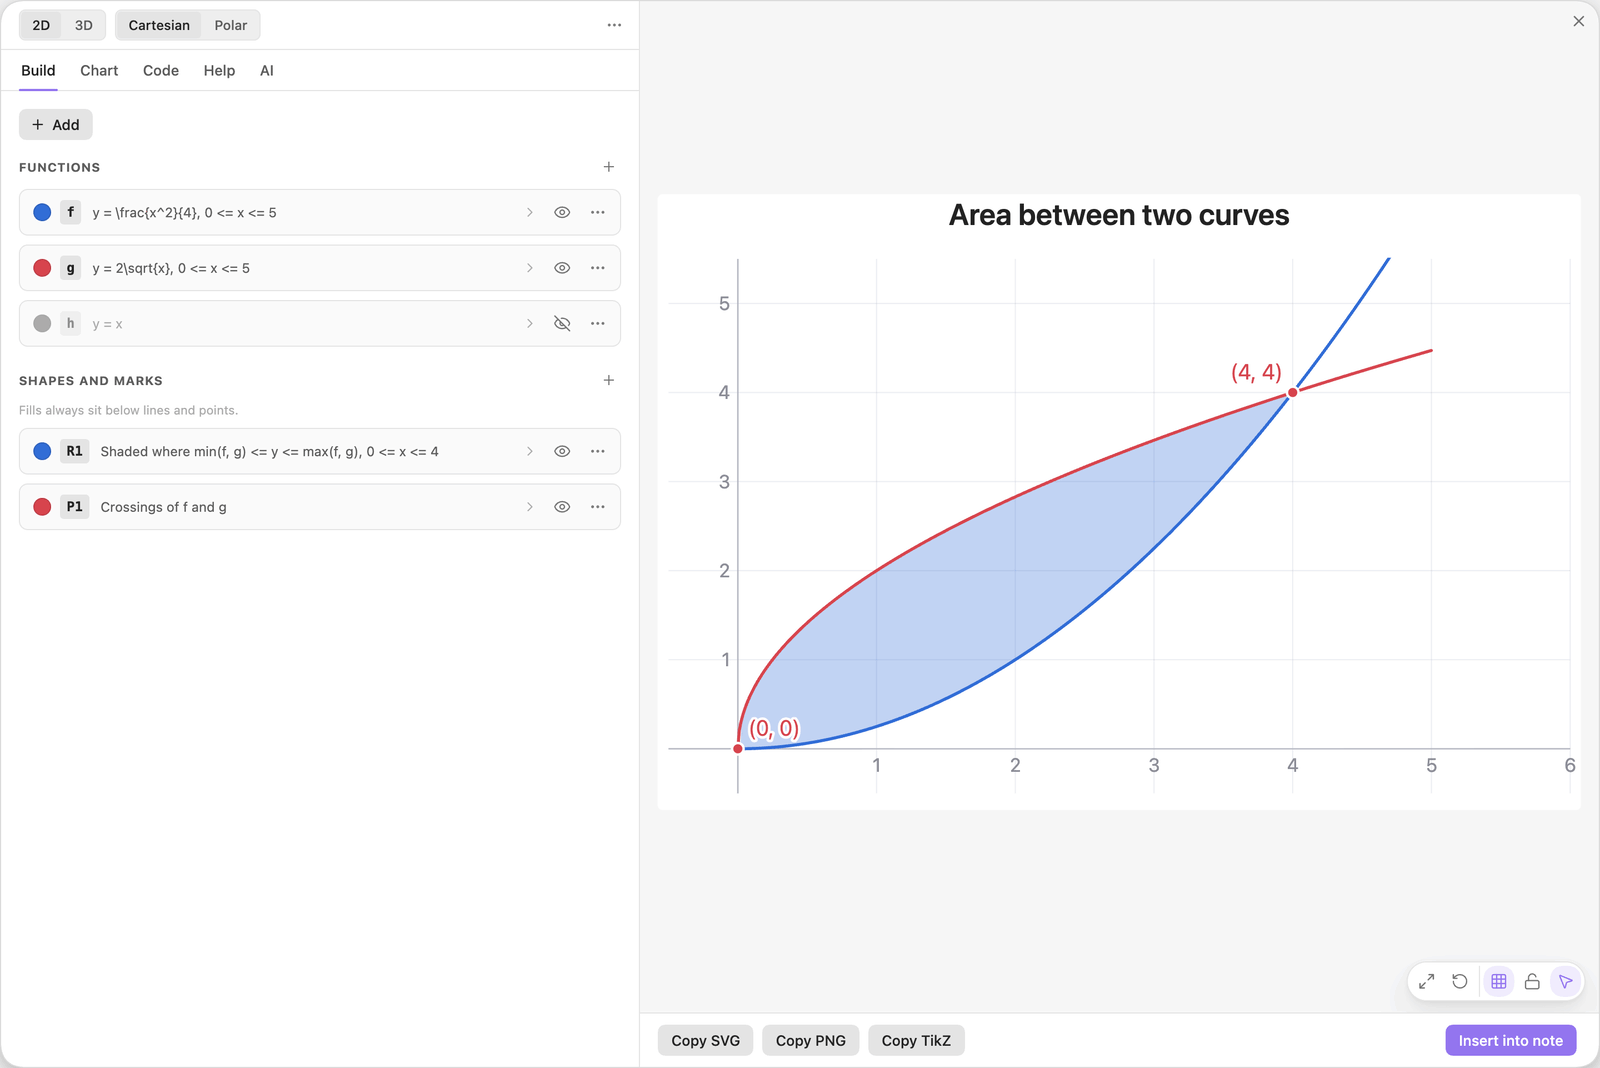 2D 3D Cartesian Polar
Build Chart Code Help AI
+ Add
FUNCTIONS
f y = \frac{x^2}{4}, 0 <= x <= 5
g y = 2\sqrt{x}, 0 <= x <= 5
h y = x
SHAPES AND MARKS
Fills always sit below lines and points.
R1 Shaded where min(f, g) <= y <= max(f, g), 0 <= x <= 4
P1 Crossings of f and g
Area between two curves
5
(4, 4)
4
3
2
1
(0, 0)
1 2 3 4 5 6
Copy SVG Copy PNG Copy TikZ Insert into note